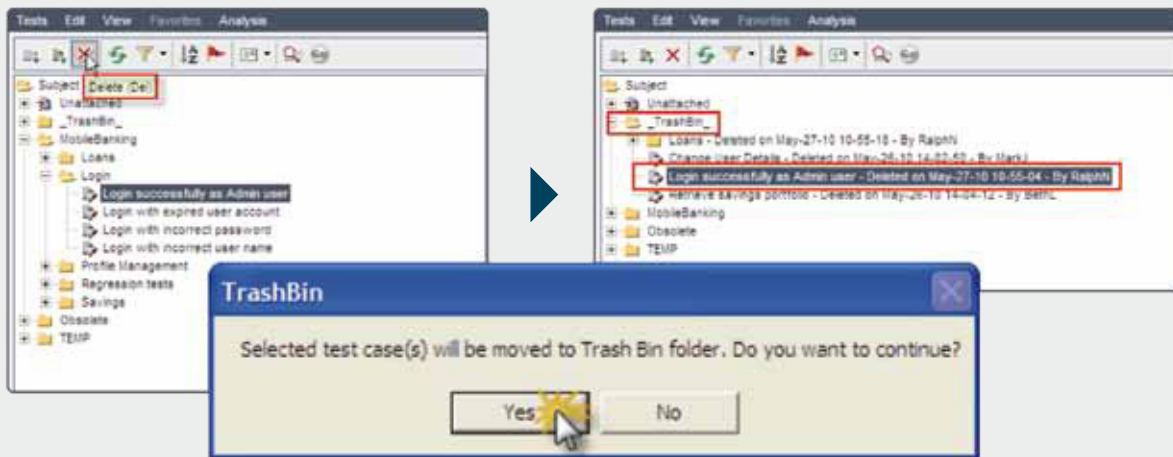 Tests Edit View Favorites Analysis
Subject Delete (Del)
Unattached
_TrashBin_
MobileBanking
Loans
Login
Login successfully as Admin user
Login with expired user account
Login with incorrect password
Login with incorrect user name
Profile Management
Regression tests
Savings
Obsolete
TEMP
Tests Edit View Favorites Analysis
Subject
Unattached
_TrashBin_
Loans - Deleted on May-27-10 10-55-18 - By RalphN
Change User Details - Deleted on May-26-10 14-02-50 - By MarkJ
Login successfully as Admin user - Deleted on May-27-10 10-55-04 - By RalphN
Retrieve savings portfolio - Deleted on May-26-10 14-04-12 - By BethL
MobileBanking
Obsolete
TEMP
TrashBin
Selected test case(s) will be moved to Trash Bin folder. Do you want to continue?
Yes No